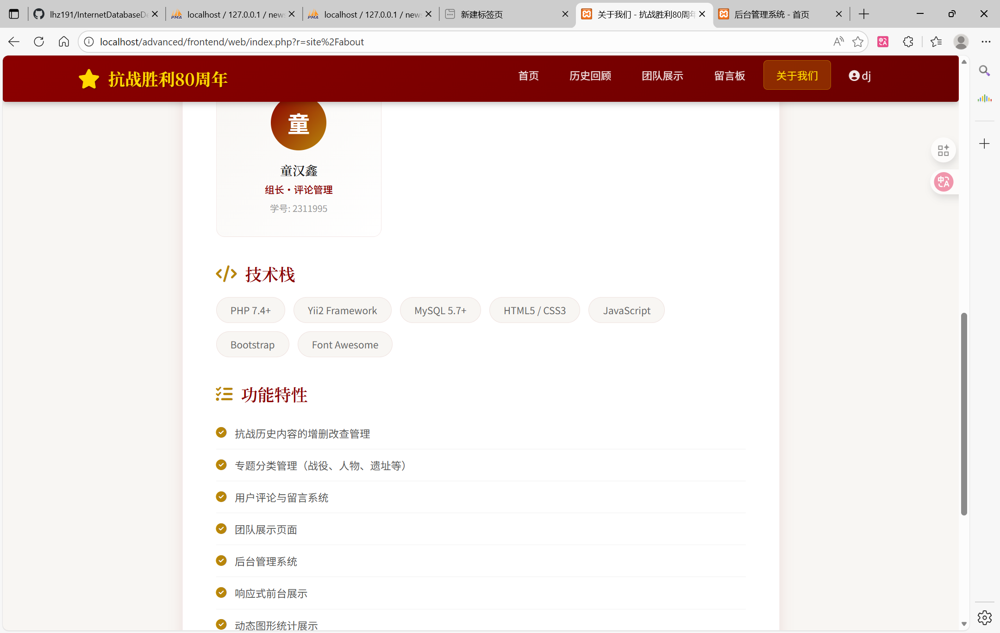 lhz191/InternetDatabaseDe
localhost / 127.0.0.1 / news
localhost / 127.0.0.1 / news
新建标签页
关于我们 - 抗战胜利80周年
后台管理系统 - 首页
localhost/advanced/frontend/web/index.php?r=site%2Fabout
抗战胜利80周年
首页
历史回顾
团队展示
留言板
关于我们
dj
童
童汉鑫
组长·评论管理
学号: 2311995
技术栈
PHP 7.4+
Yii2 Framework
MySQL 5.7+
HTML5 / CSS3
JavaScript
Bootstrap
Font Awesome
功能特性
抗战历史内容的增删改查管理
专题分类管理（战役、人物、遗址等）
用户评论与留言系统
团队展示页面
后台管理系统
响应式前台展示
动态图形统计展示